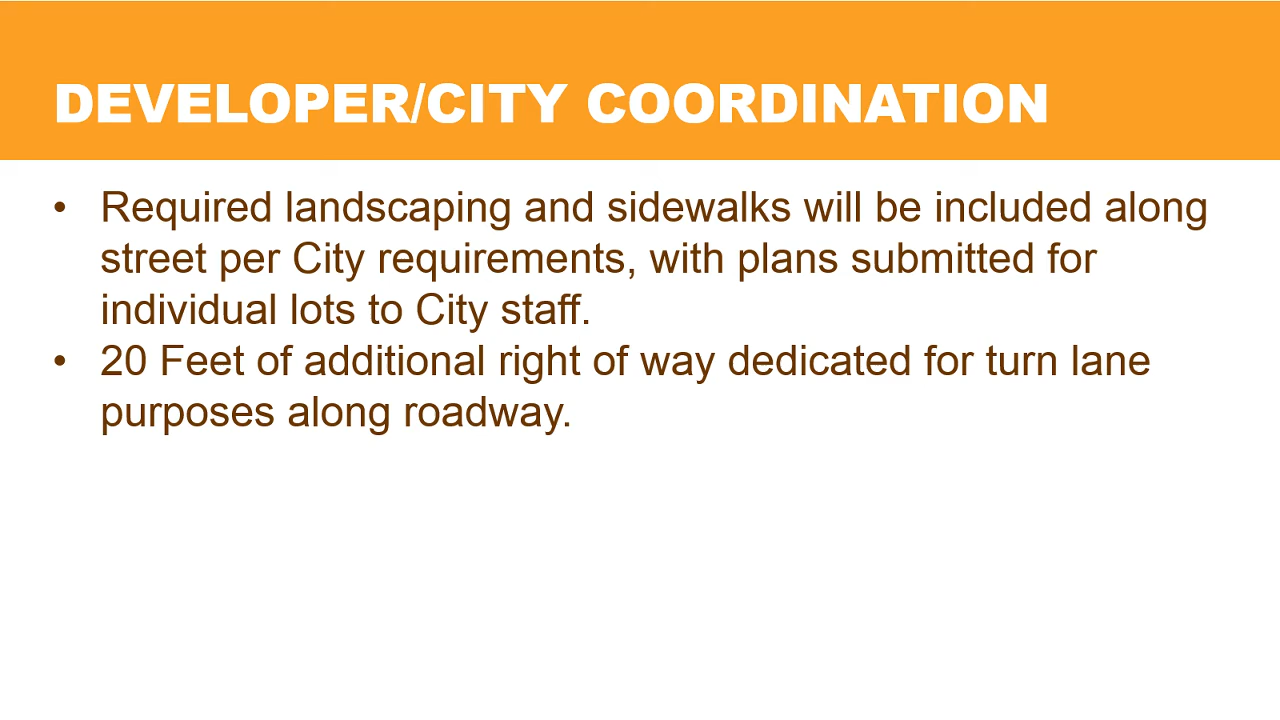 DEVELOPER/CITY COORDINATION
• Required landscaping and sidewalks will be included along
street per City requirements, with plans submitted for
individual lots to City staff.
• 20 Feet of additional right of way dedicated for turn lane
purposes along roadway.